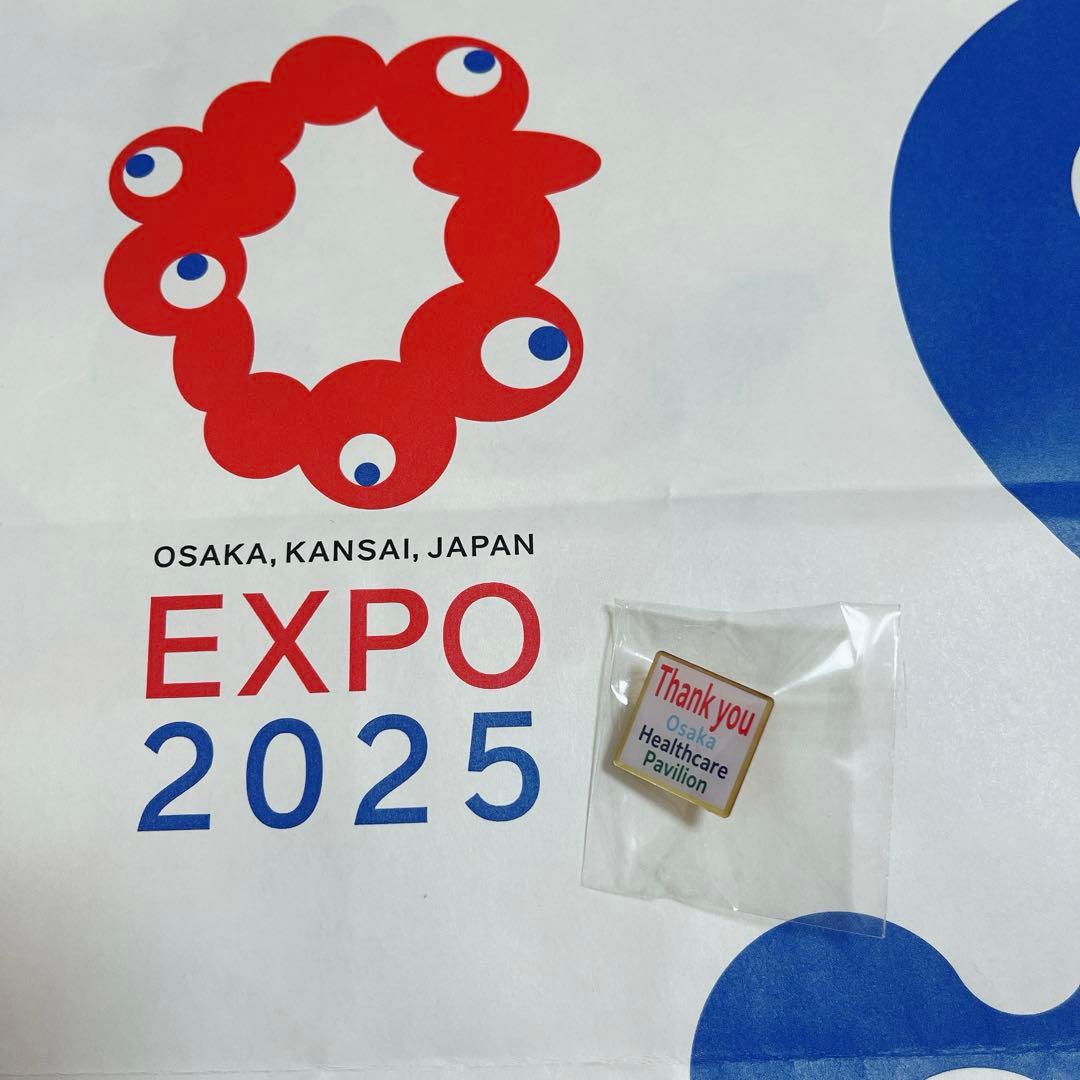 OSAKA, KANSAI, JAPAN
EXPO
2025
Thank you
Osaka
Healthcare
Pavilion